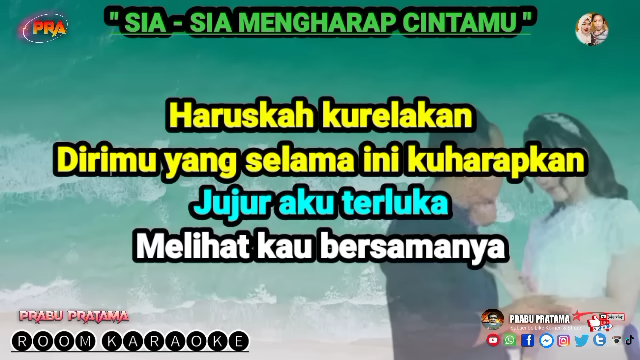 " SIA - SIA MENGHARAP CINTAMU "
PRA
Haruskah kurelakan
Dirimu yang selama ini kuharapkan
Jujur aku terluka
Melihat kau bersamanya
PRABU PRATAMA
PRABU PRATAMA
ROOM KARAOKE